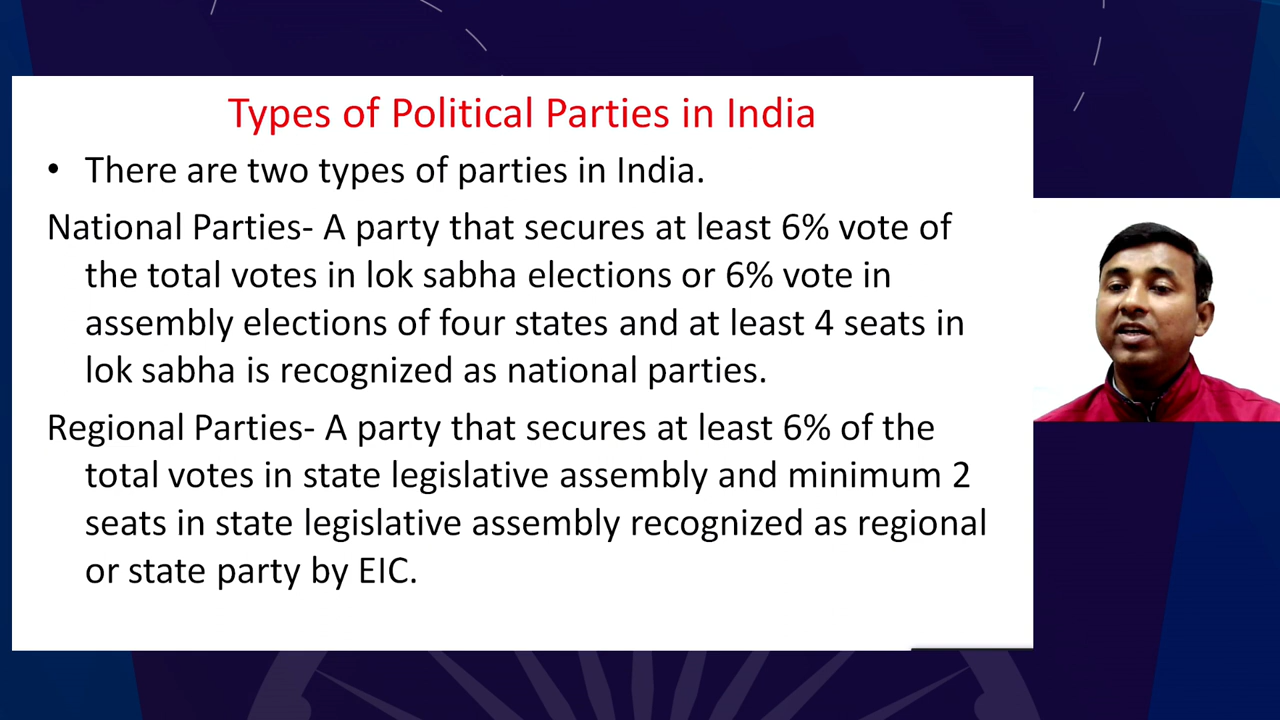 Types of Political Parties in India
• There are two types of parties in India.
National Parties- A party that secures at least 6% vote of
the total votes in lok sabha elections or 6% vote in
assembly elections of four states and at least 4 seats in
lok sabha is recognized as national parties.
Regional Parties- A party that secures at least 6% of the
total votes in state legislative assembly and minimum 2
seats in state legislative assembly recognized as regional
or state party by EIC.